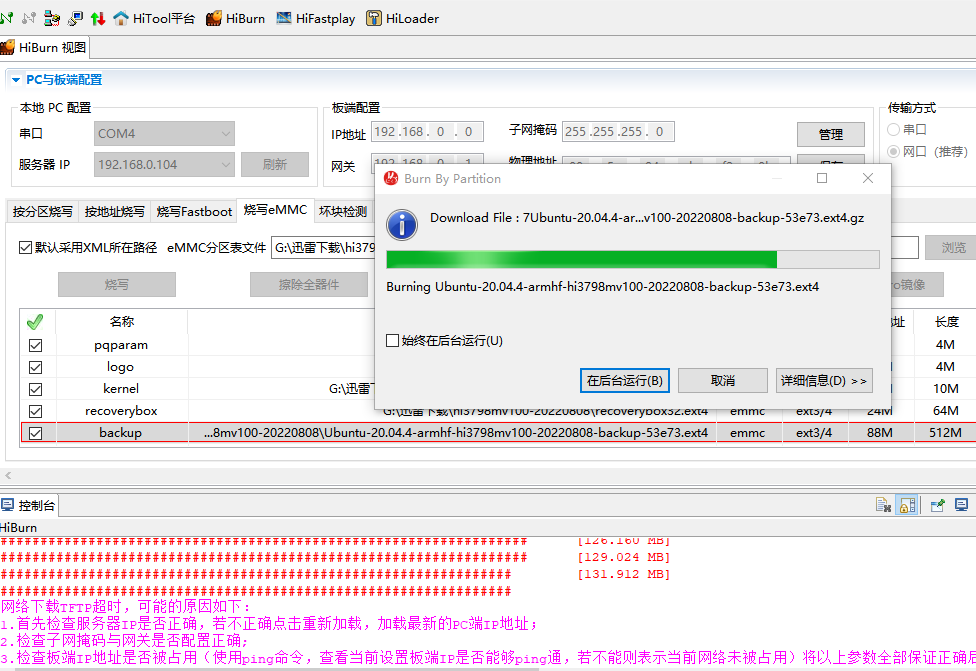 HiTool平台 HiBurn HiFastplay HiLoader
HiBurn 视图
PC与板端配置
本地 PC 配置 板端配置 传输方式
串口 COM4 IP地址 192 .168 . 0 . 0 子网掩码 255 .255 .255 . 0 管理 串口
服务器 IP 192.168.0.104 刷新 网关 192 .168 . 0 . 1 物理地址 网口（推荐）
按分区烧写 按地址烧写 烧写Fastboot 烧写eMMC 坏块检测
默认采用XML所在路径 eMMC分区表文件 G:\迅雷下载\hi379 浏览
烧写 擦除全器件 镜像
名称 址 长度
pqparam 4M
logo 4M
kernel G:\迅雷下 10M
recoverybox G:\迅雷下载\hi3798mv100-20220808\recoverybox32.ext4 emmc ext3/4 24M 64M
backup ...8mv100-20220808\Ubuntu-20.04.4-armhf-hi3798mv100-20220808-backup-53e73.ext4 emmc ext3/4 88M 512M
Burn By Partition
Download File : 7Ubuntu-20.04.4-ar...v100-20220808-backup-53e73.ext4.gz
Burning Ubuntu-20.04.4-armhf-hi3798mv100-20220808-backup-53e73.ext4
始终在后台运行(U)
在后台运行(B) 取消 详细信息(D) >>
控制台
HiBurn
################################################################## [126.160 MB]
################################################################## [129.024 MB]
################################################################ [131.912 MB]
################################################################
网络下载TFTP超时，可能的原因如下：
1.首先检查服务器IP是否正确，若不正确点击重新加载，加载最新的PC端IP地址；
2.检查子网掩码与网关是否配置正确；
3.检查板端IP地址是否被占用（使用ping命令，查看当前设置板端IP是否能够ping通，若不能则表示当前网络未被占用）将以上参数全部保证正确后